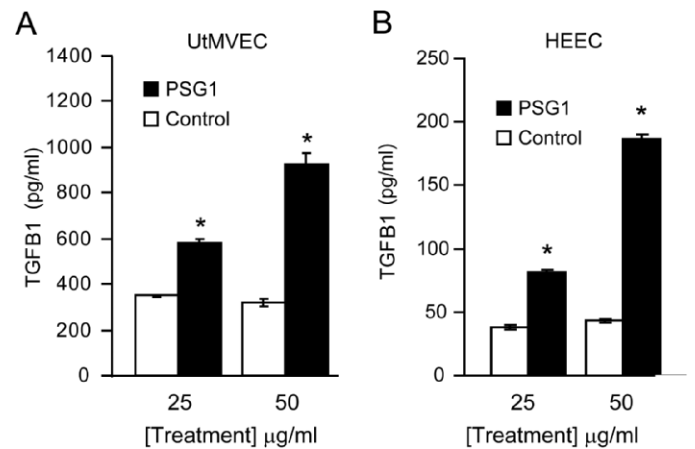 A
UtMVEC
1400
1200
1000
800
600
400
200
0
TGFB1 (pg/ml)
PSG1
Control
*
*
25
50
[Treatment] μg/ml
B
HEEC
250
200
150
100
50
0
TGFB1 (pg/ml)
PSG1
Control
*
*
25
50
[Treatment] μg/ml